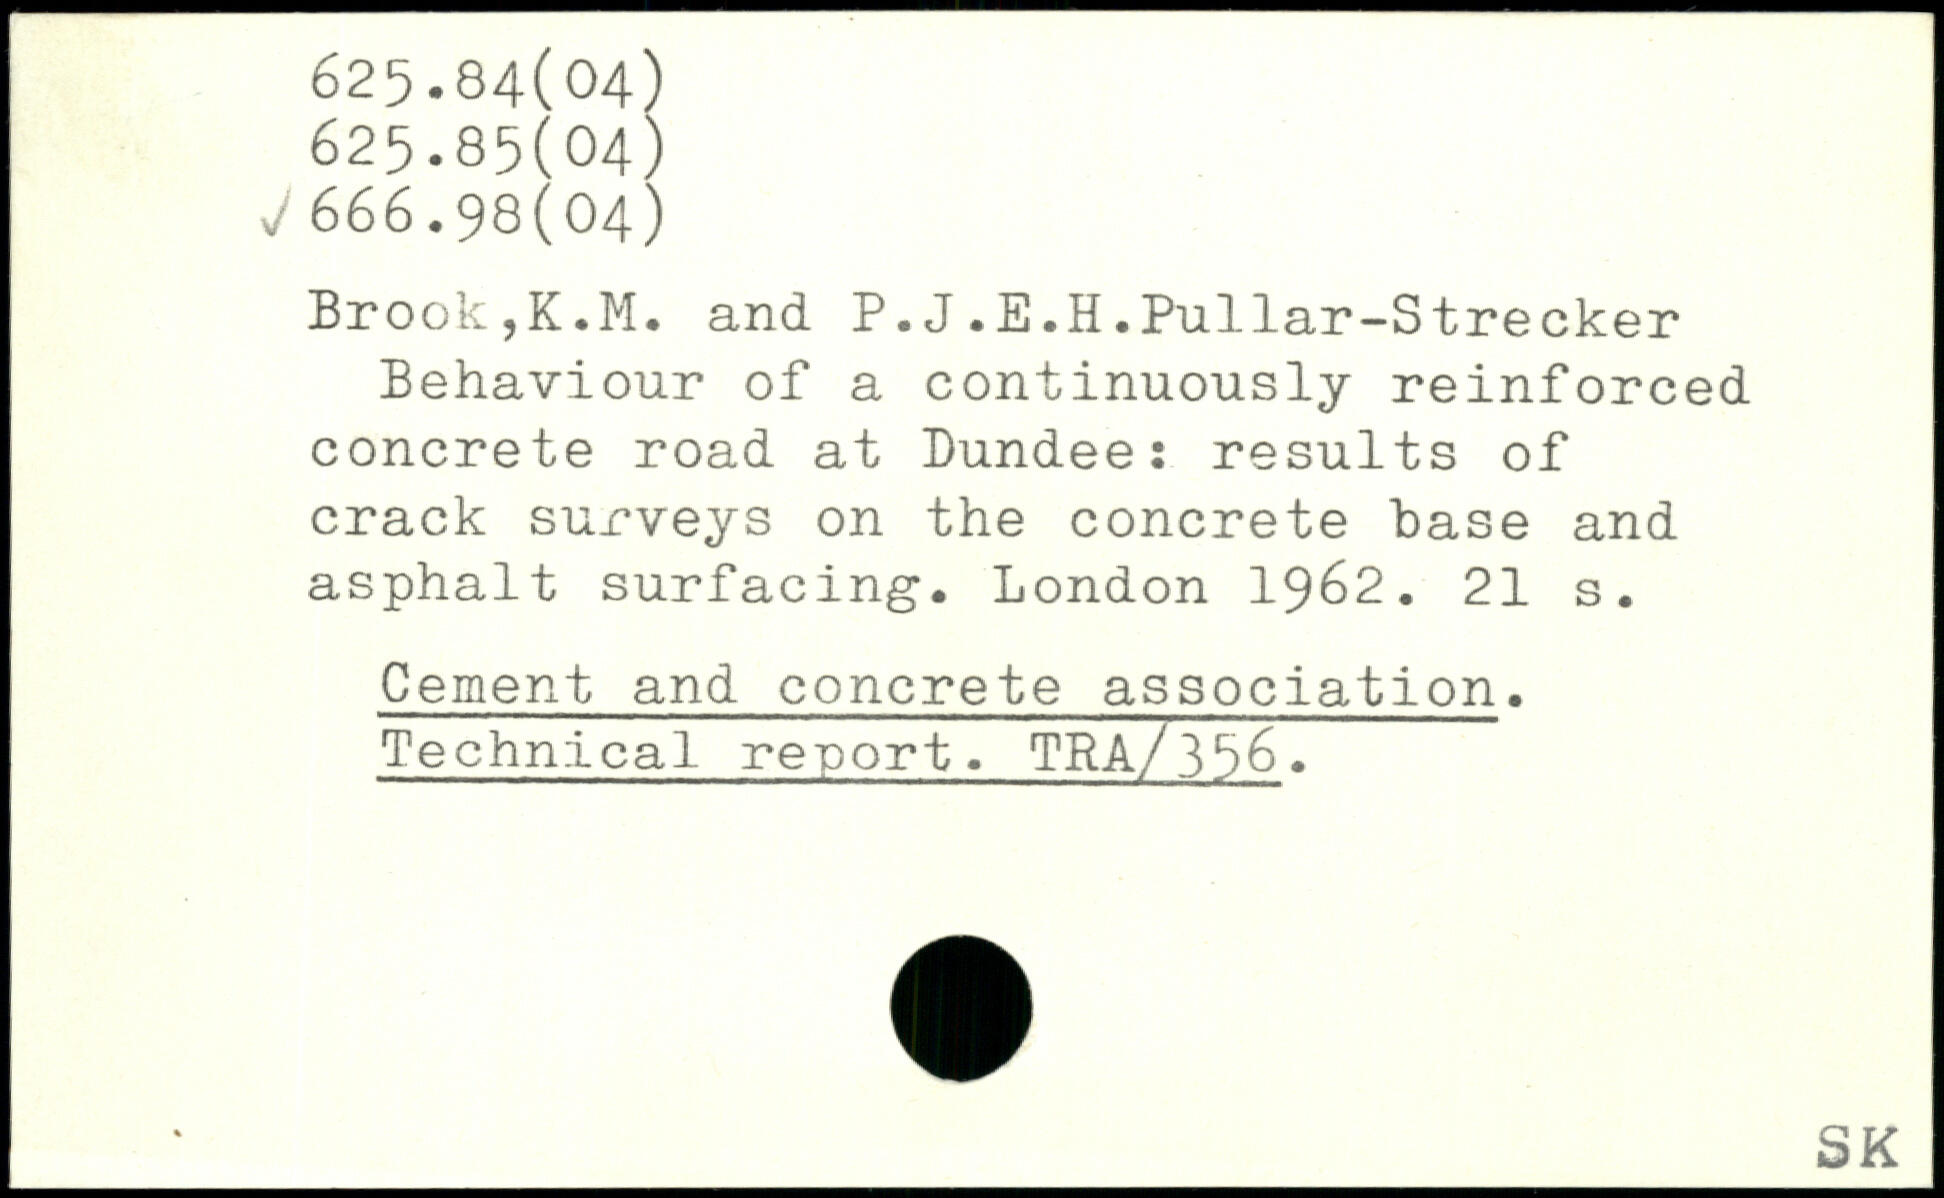 625.84(04)
625.85(04)
✓ 666.98(04)
Brook,K.M. and P.J.E.H.Pullar-Strecker
Behaviour of a continuously reinforced
concrete road at Dundee: results of
crack surveys on the concrete base and
asphalt surfacing. London 1962. 21 s.
Cement and concrete association.
Technical report. TRA/356.
SK